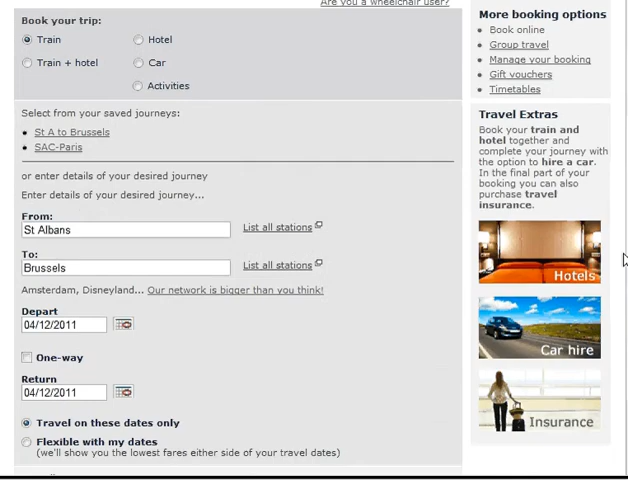 Are you a wheelchair user?
Book your trip:
Train
Hotel
Train + hotel
Car
Activities
Select from your saved journeys:
St A to Brussels
SAC-Paris
or enter details of your desired journey
Enter details of your desired journey...
From:
St Albans
List all stations
To:
Brussels
List all stations
Amsterdam, Disneyland... Our network is bigger than you think!
Depart
04/12/2011
One-way
Return
04/12/2011
Travel on these dates only
Flexible with my dates
(we'll show you the lowest fares either side of your travel dates)
More booking options
Book online
Group travel
Manage your booking
Gift vouchers
Timetables
Travel Extras
Book your train and
hotel together and
complete your journey with
the option to hire a car.
In the final part of your
booking you can also
purchase travel
insurance.
Hotels
Car hire
Insurance